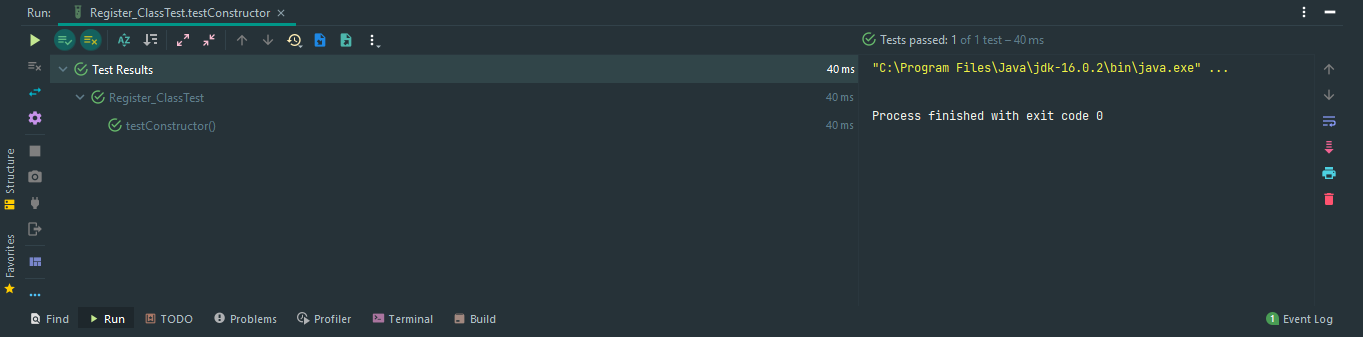 Run: Register_ClassTest.testConstructor
Tests passed: 1 of 1 test – 40 ms
Test Results 40 ms
Register_ClassTest 40 ms
testConstructor() 40 ms
"C:\Program Files\Java\jdk-16.0.2\bin\java.exe" ...
Process finished with exit code 0
Structure
Favorites
Find Run TODO Problems Profiler Terminal Build 1 Event Log